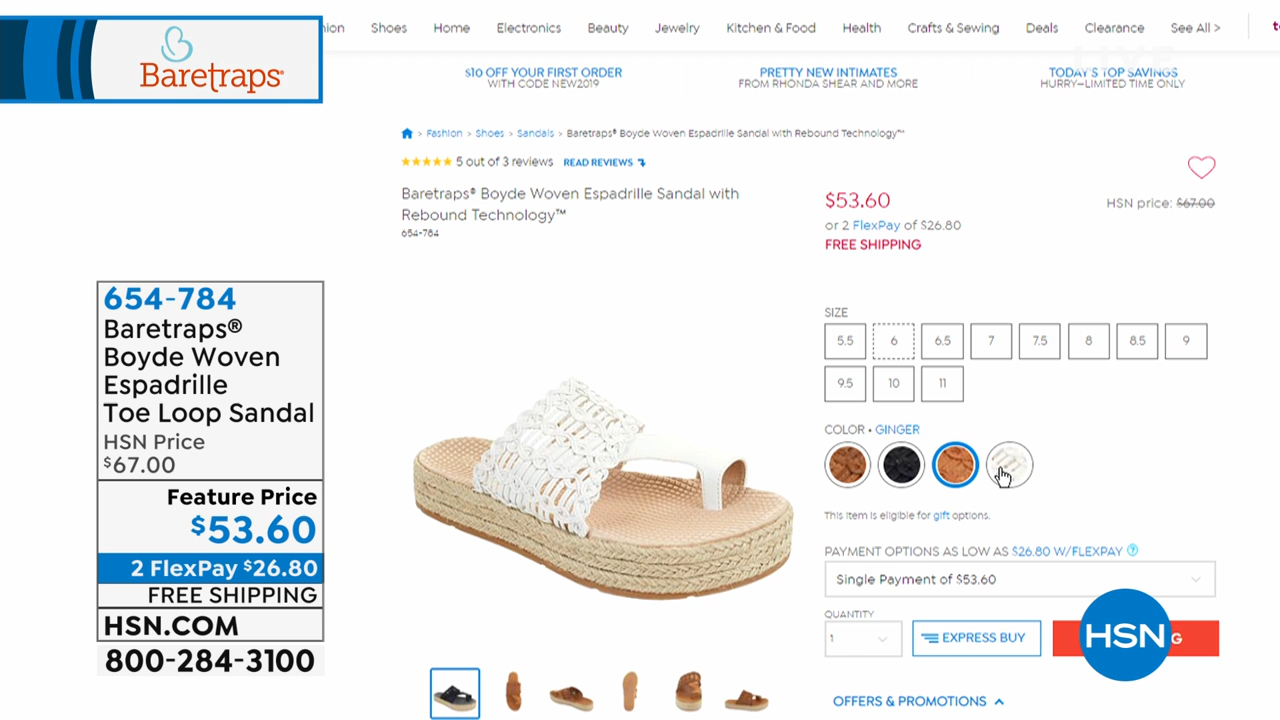 Baretraps®
Shoes Home Electronics Beauty Jewelry Kitchen & Food Health Crafts & Sewing Deals Clearance See All >
LIVE
$10 OFF YOUR FIRST ORDER
WITH CODE NEW2019
PRETTY NEW INTIMATES
FROM RHONDA SHEAR AND MORE
TODAY'S TOP SAVINGS
HURRY—LIMITED TIME ONLY
> Fashion > Shoes > Sandals > Baretraps® Boyde Woven Espadrille Sandal with Rebound Technology™
5 out of 3 reviews READ REVIEWS
Baretraps® Boyde Woven Espadrille Sandal with
Rebound Technology™
654-784
$53.60
HSN price: $67.00
or 2 FlexPay of $26.80
FREE SHIPPING
SIZE
5.5 6 6.5 7 7.5 8 8.5 9
9.5 10 11
COLOR • GINGER
This item is eligible for gift options.
PAYMENT OPTIONS AS LOW AS $26.80 W/FLEXPAY ?
Single Payment of $53.60
QUANTITY
1
EXPRESS BUY
HSN
G
OFFERS & PROMOTIONS
654-784
Baretraps®
Boyde Woven
Espadrille
Toe Loop Sandal
HSN Price
$67.00
Feature Price
$53.60
2 FlexPay $26.80
FREE SHIPPING
HSN.COM
800-284-3100